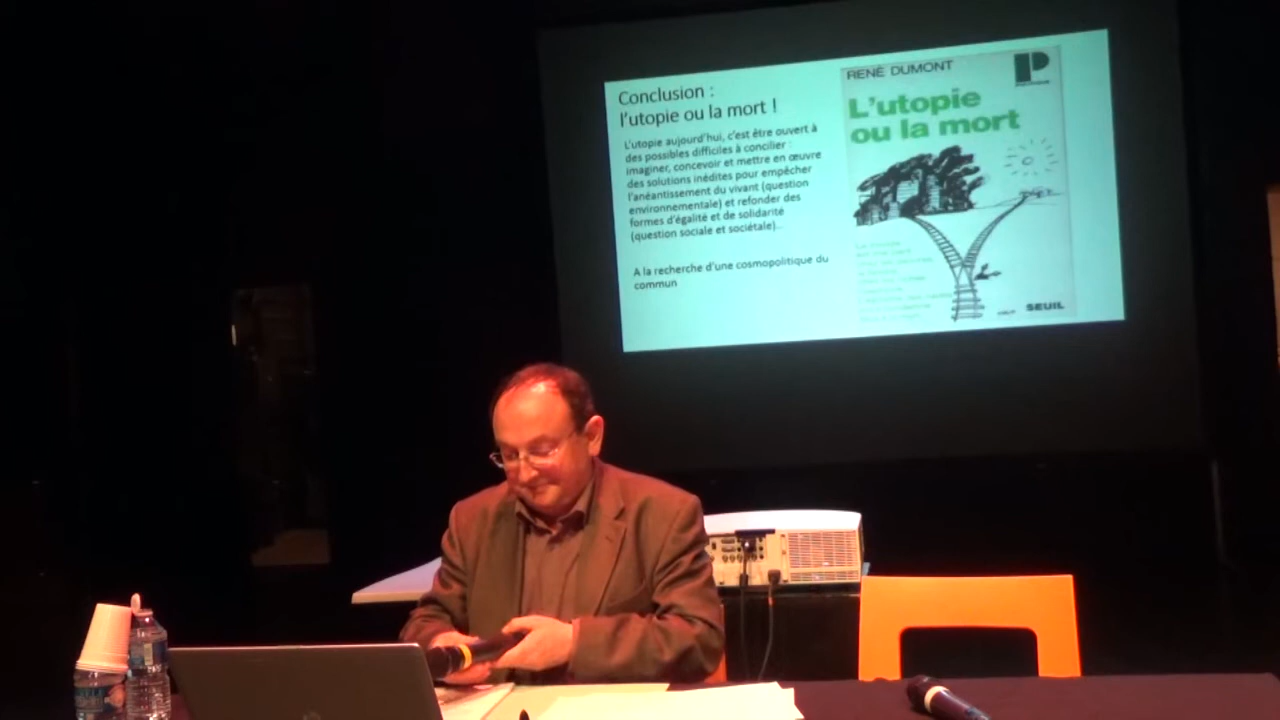 Conclusion :
l'utopie ou la mort !
L'utopie aujourd'hui, c'est être ouvert à
des possibles difficiles à concilier :
imaginer, concevoir et mettre en œuvre
des solutions inédites pour empêcher
l'anéantissement du vivant (question
environnementale) et refonder des
formes d'égalité et de solidarité
(question sociale et sociétale)..
A la recherche d'une cosmopolitique du
commun
RENÉ DUMONT
P
L'utopie
ou la mort
SEUIL